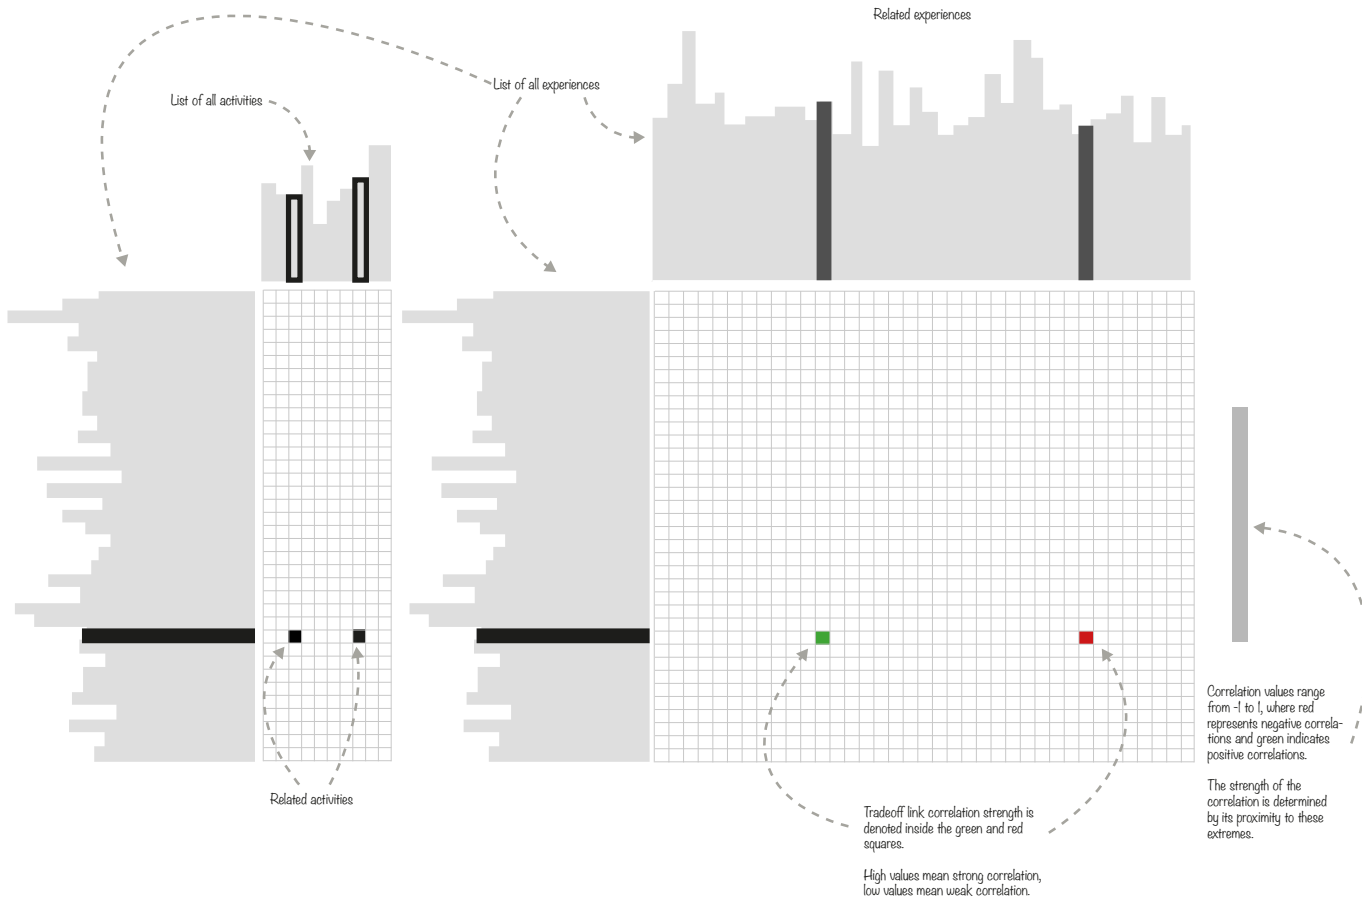 Related experiences
List of all experiences
List of all activities
Related activities
Correlation values range
from -1 to 1, where red
represents negative correla-
tions and green indicates
positive correlations.
The strength of the
correlation is determined
by its proximity to these
extremes.
Tradeoff link correlation strength is
denoted inside the green and red
squares.
High values mean strong correlation,
low values mean weak correlation.